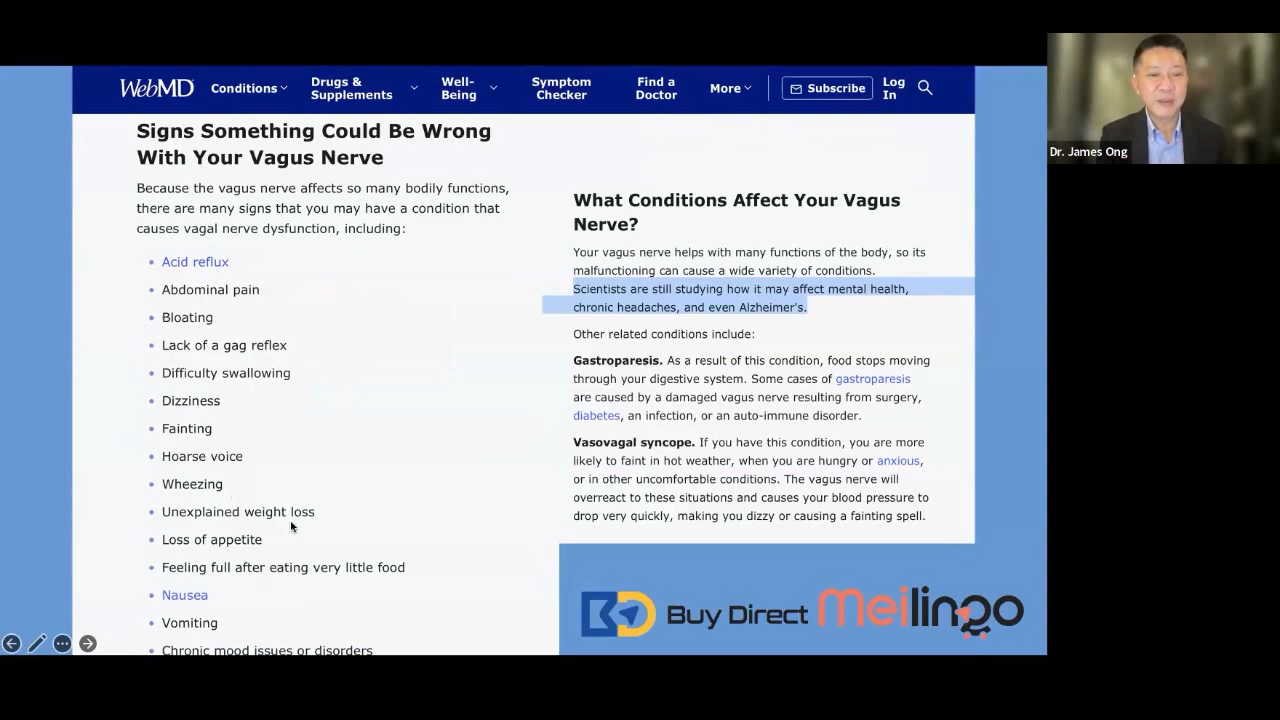 WebMD
Conditions
Drugs &
Supplements
Well-
Being
Symptom
Checker
Find a
Doctor
More
Subscribe
Log
In
Signs Something Could Be Wrong
With Your Vagus Nerve
Because the vagus nerve affects so many bodily functions,
there are many signs that you may have a condition that
causes vagal nerve dysfunction, including:
• Acid reflux
• Abdominal pain
• Bloating
• Lack of a gag reflex
• Difficulty swallowing
• Dizziness
• Fainting
• Hoarse voice
• Wheezing
• Unexplained weight loss
• Loss of appetite
• Feeling full after eating very little food
• Nausea
• Vomiting
• Chronic mood issues or disorders
What Conditions Affect Your Vagus
Nerve?
Your vagus nerve helps with many functions of the body, so its
malfunctioning can cause a wide variety of conditions.
Scientists are still studying how it may affect mental health,
chronic headaches, and even Alzheimer's.
Other related conditions include:
Gastroparesis. As a result of this condition, food stops moving
through your digestive system. Some cases of gastroparesis
are caused by a damaged vagus nerve resulting from surgery,
diabetes, an infection, or an auto-immune disorder.
Vasovagal syncope. If you have this condition, you are more
likely to faint in hot weather, when you are hungry or anxious,
or in other uncomfortable conditions. The vagus nerve will
overreact to these situations and causes your blood pressure to
drop very quickly, making you dizzy or causing a fainting spell.
BD Buy Direct
Meilingo
Dr. James Ong